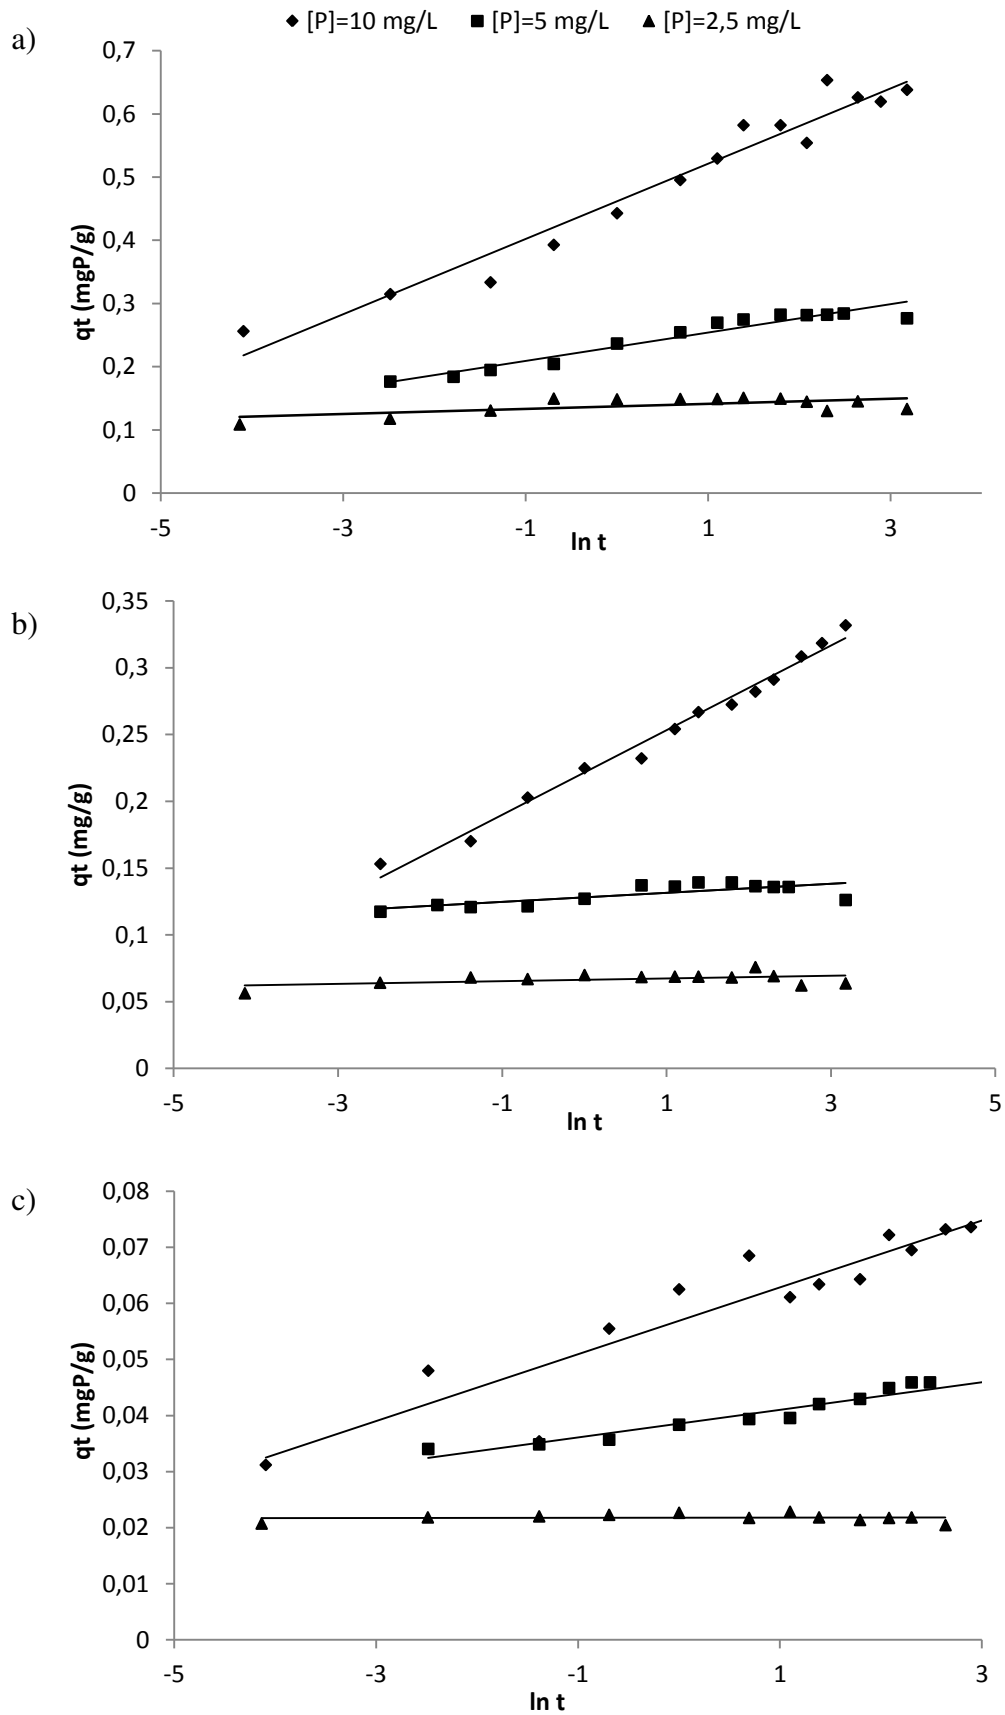 [P]=10 mg/L [P]=5 mg/L [P]=2,5 mg/L
a)
0,7
0,6
0,5
0,4
0,3
0,2
0,1
0
qt (mgP/g)
-5 -3 -1 1 3
ln t
b)
0,35
0,3
0,25
0,2
0,15
0,1
0,05
0
qt (mg/g)
-5 -3 -1 1 3 5
ln t
c)
0,08
0,07
0,06
0,05
0,04
0,03
0,02
0,01
0
qt (mgP/g)
-5 -3 -1 1 3
ln t